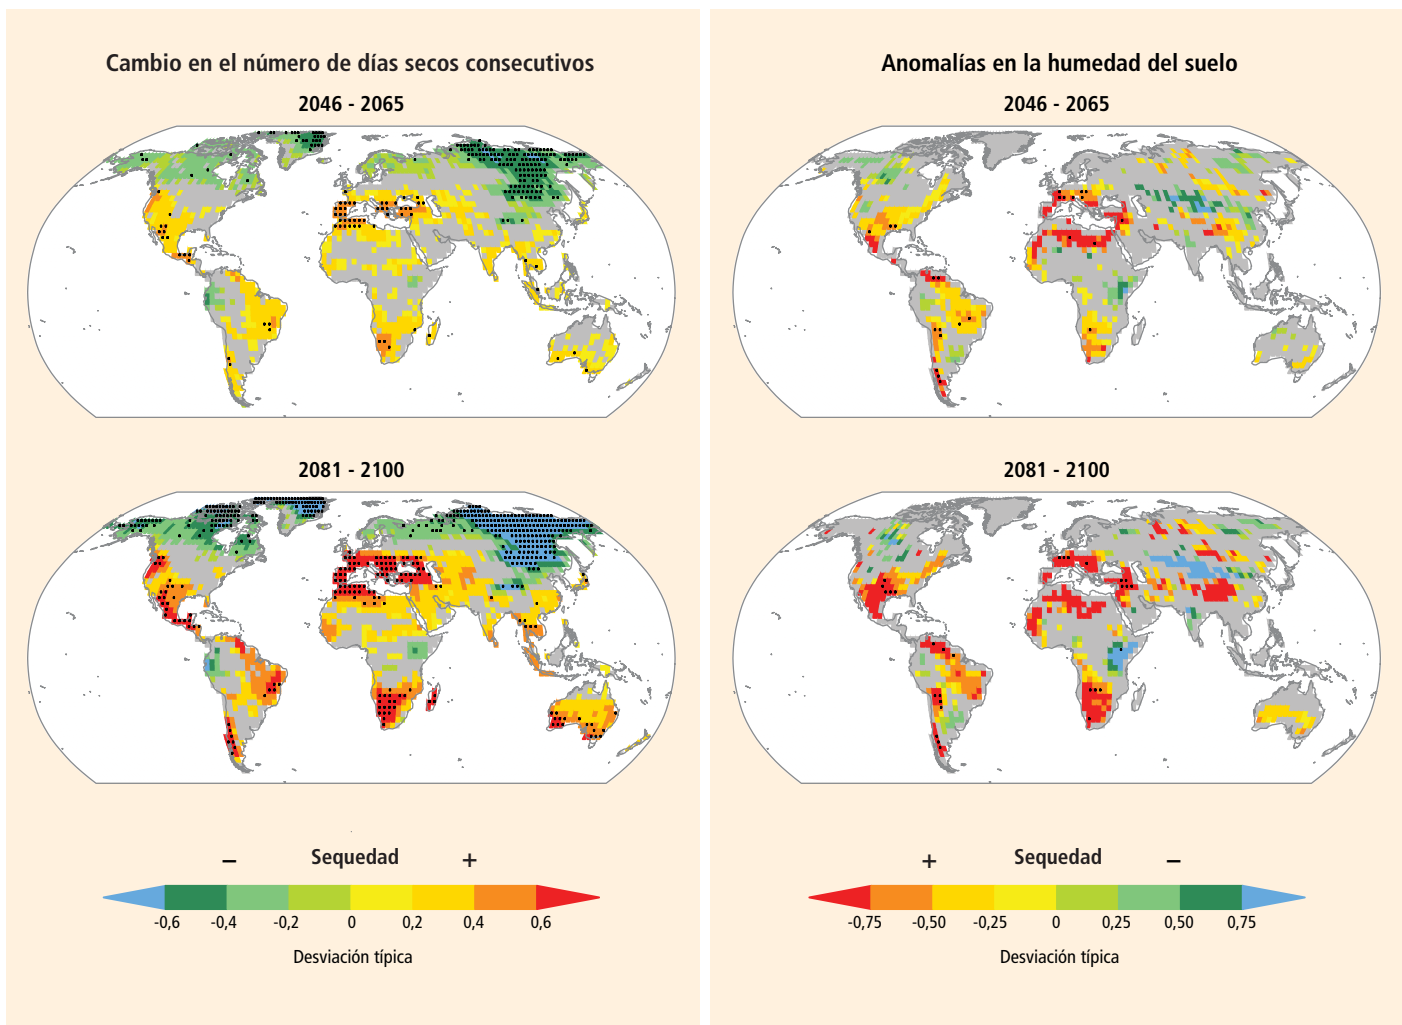 Cambio en el número de días secos consecutivos
2046 - 2065
2081 - 2100
– Sequedad +
-0,6 -0,4 -0,2 0 0,2 0,4 0,6
Desviación típica
Anomalías en la humedad del suelo
2046 - 2065
2081 - 2100
+ Sequedad –
-0,75 -0,50 -0,25 0 0,25 0,50 0,75
Desviación típica